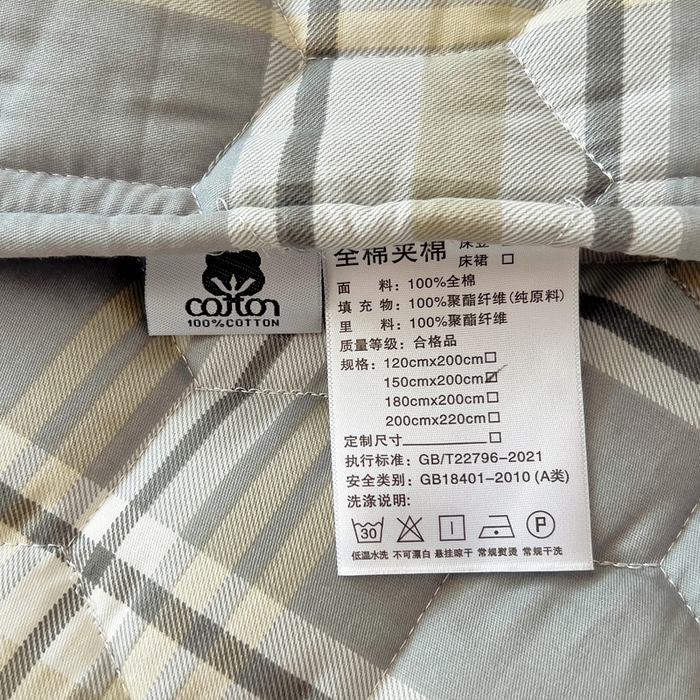 cotton
100%COTTON
全棉夹棉
床笠□
床裙□
面 料：100%全棉
填 充 物：100%聚酯纤维(纯原料)
里 料：100%聚酯纤维
质量等级：合格品
规格：120cmx200cm□
150cmx200cm☑
180cmx200cm□
200cmx220cm□
定制尺寸________□
执行标准：GB/T22796-2021
安全类别：GB18401-2010 (A类)
洗涤说明:
30 P
低温水洗 不可漂白 悬挂晾干 常规熨烫 常规干洗